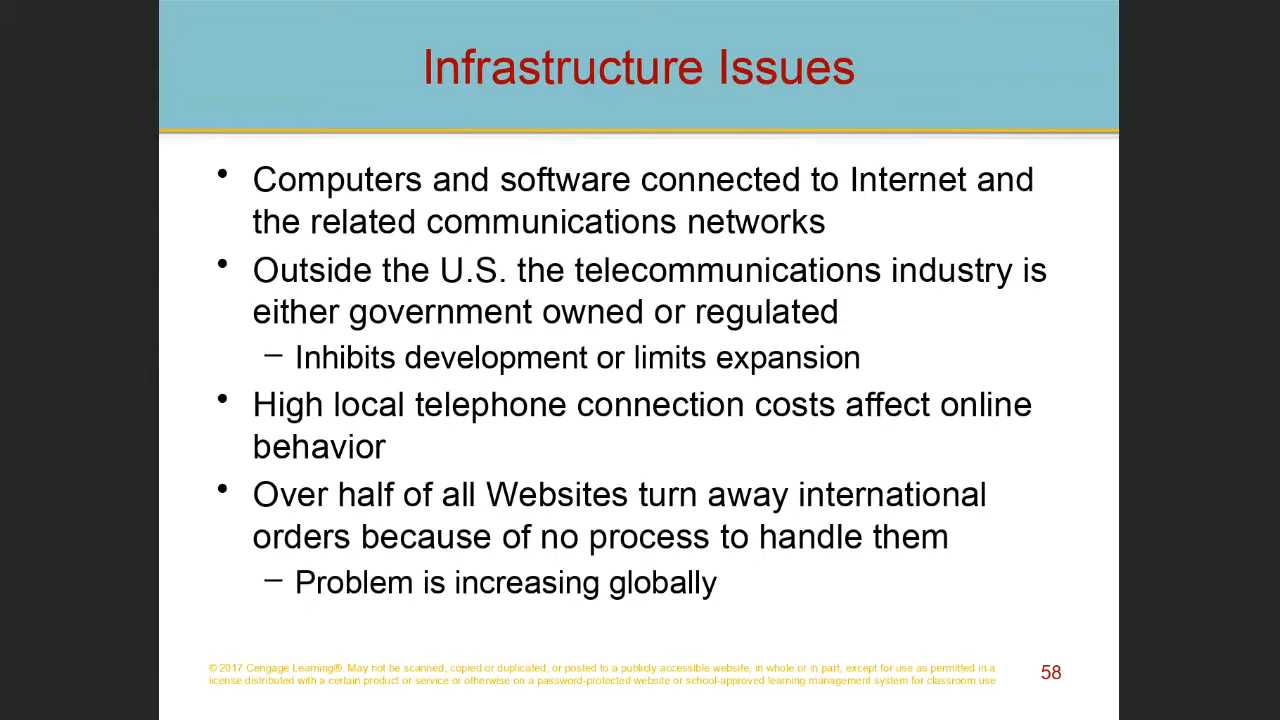 Infrastructure Issues
• Computers and software connected to Internet and
the related communications networks
• Outside the U.S. the telecommunications industry is
either government owned or regulated
– Inhibits development or limits expansion
• High local telephone connection costs affect online
behavior
• Over half of all Websites turn away international
orders because of no process to handle them
– Problem is increasing globally
© 2017 Cengage Learning®. May not be scanned, copied or duplicated, or posted to a publicly accessible website, in whole or in part, except for use as permitted in a
license distributed with a certain product or service or otherwise on a password-protected website or school-approved learning management system for classroom use
58